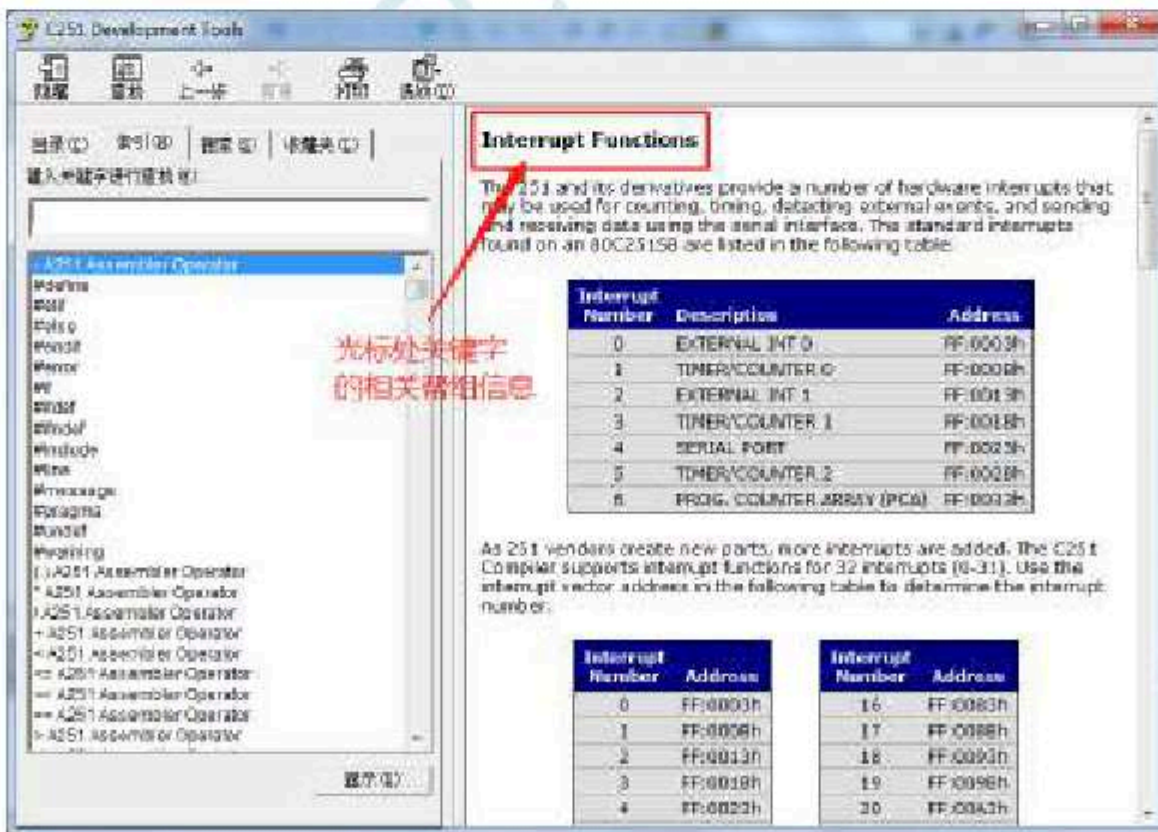 C251 Development Tools
隐藏 查找 上一步 前进 打印 选项(O)
目录(C) 索引(N) 搜索(S) 收藏夹(I)
键入关键字进行查找(W)
- A251 Assembler Operator
#define
#elif
#else
#endif
#error
#if
#ifdef
#ifndef
#include
#line
#message
#pragma
#undef
#warning
( ) A251 Assembler Operator
* A251 Assembler Operator
/ A251 Assembler Operator
+ A251 Assembler Operator
< A251 Assembler Operator
<= A251 Assembler Operator
A251 Assembler Operator
A251 Assembler Operator
> A251 Assembler Operator
显示(D)
光标处关键字
的相关帮组信息
Interrupt Functions
The 251 and its derivatives provide a number of hardware interrupts that
may be used for counting, timing, detecting external events, and sending
and receiving data using the serial interface. The standard interrupts
found on an 80C251SB are listed in the following table:
Interrupt
Number Description Address
0 EXTERNAL INT 0 FF:0003h
1 TIMER/COUNTER 0 FF:000Bh
2 EXTERNAL INT 1 FF:0013h
3 TIMER/COUNTER 1 FF:001Bh
4 SERIAL PORT FF:0023h
5 TIMER/COUNTER 2 FF:002Bh
6 PROG. COUNTER ARRAY (PCA) FF:0033h
As 251 vendors create new parts, more interrupts are added. The C251
Compiler supports interrupt functions for 32 interrupts (0-31). Use the
interrupt vector address in the following table to determine the interrupt
number.
Interrupt Interrupt
Number Address Number Address
0 FF:0003h 16 FF:0083h
1 FF:000Bh 17 FF:008Bh
2 FF:0013h 18 FF:0093h
3 FF:001Bh 19 FF:009Bh
4 FF:0023h 20 FF:00A3h